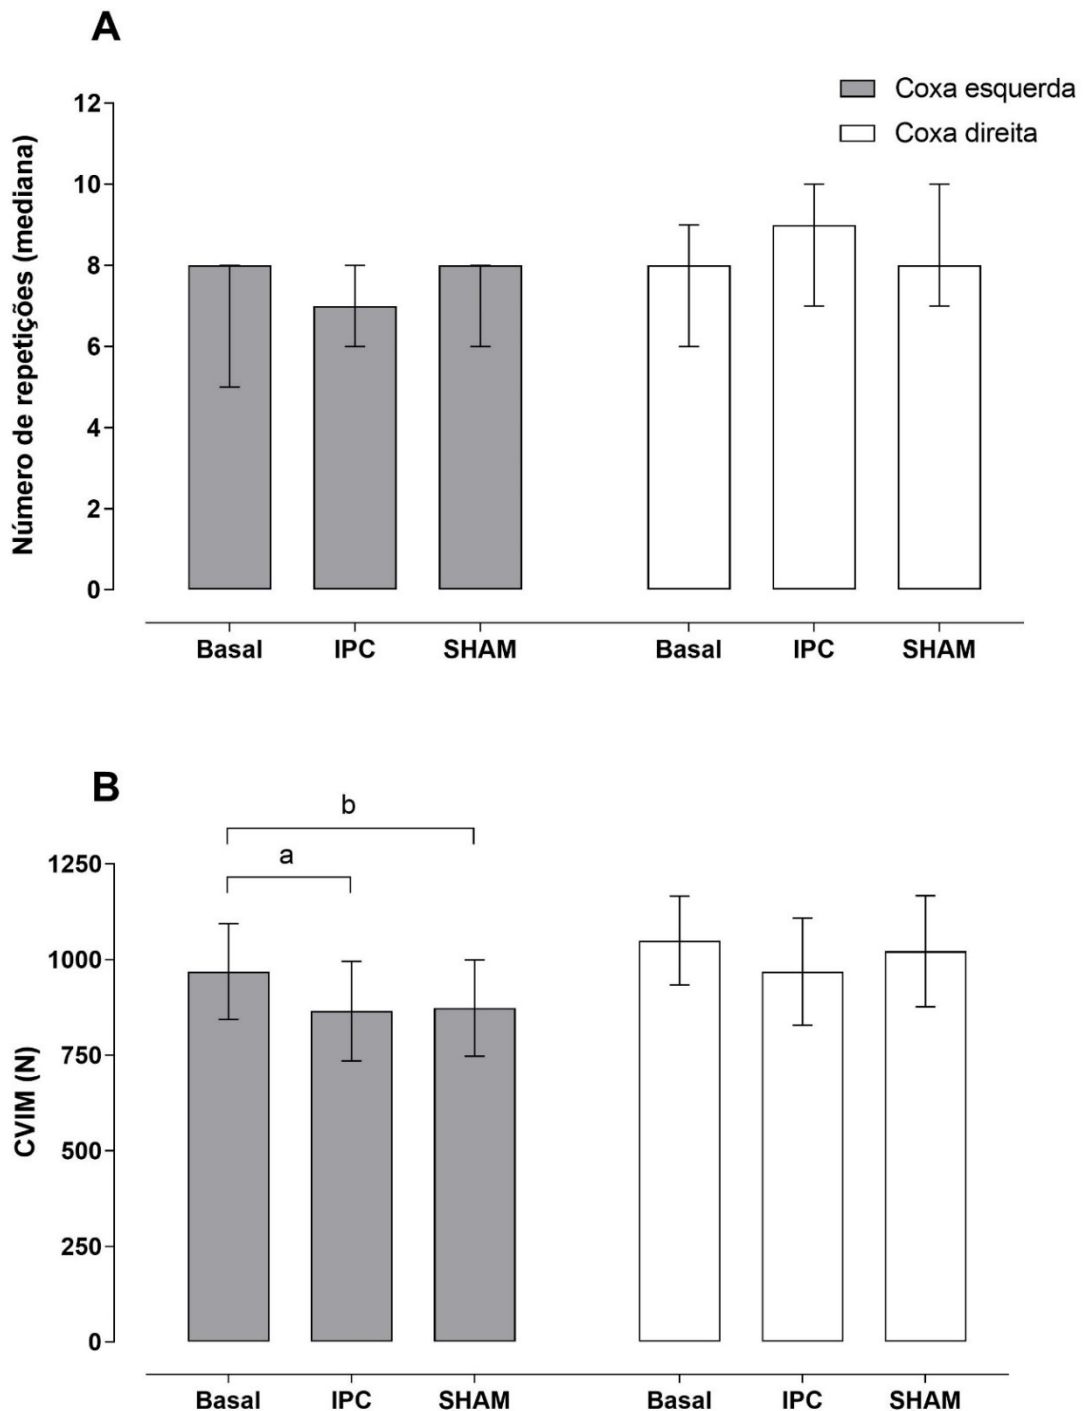 A
Coxa esquerda
Coxa direita
Número de repetições (mediana)
12
10
8
6
4
2
0
Basal IPC SHAM Basal IPC SHAM
B
b
a
CVIM (N)
1250
1000
750
500
250
0
Basal IPC SHAM Basal IPC SHAM